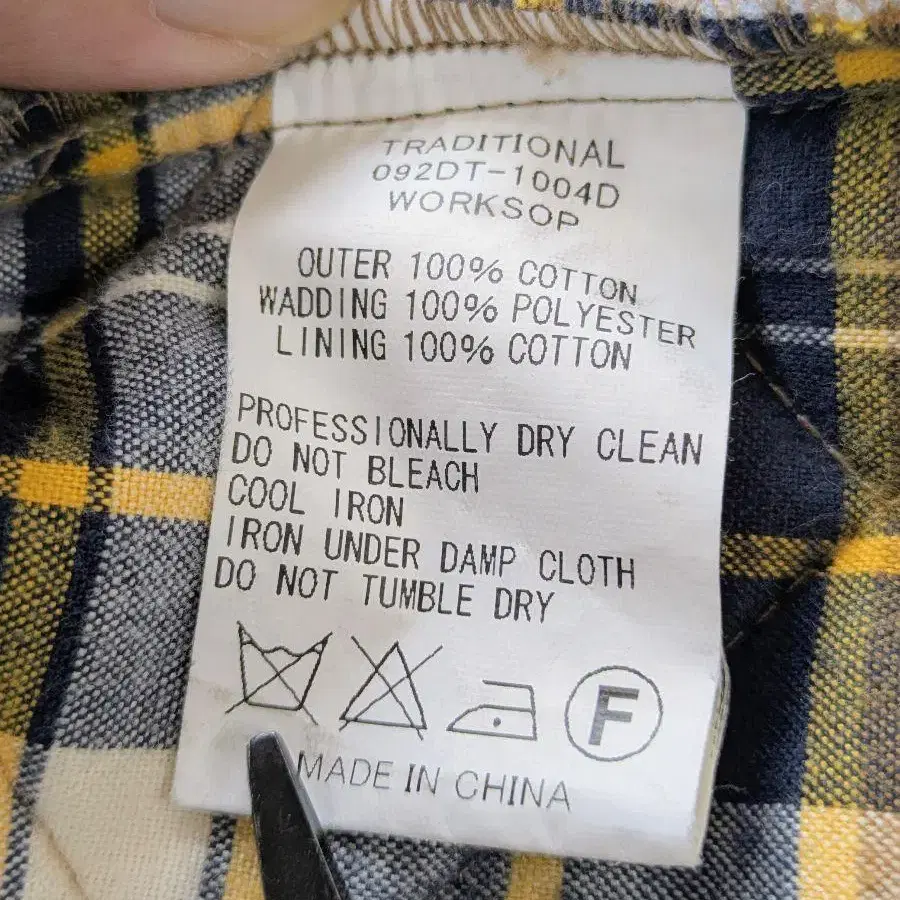 TRADITIONAL
092DT-1004D
WORKSOP
OUTER 100% COTTON
WADDING 100% POLYESTER
LINING 100% COTTON
PROFESSIONALLY DRY CLEAN
DO NOT BLEACH
COOL IRON
IRON UNDER DAMP CLOTH
DO NOT TUMBLE DRY
F
MADE IN CHINA